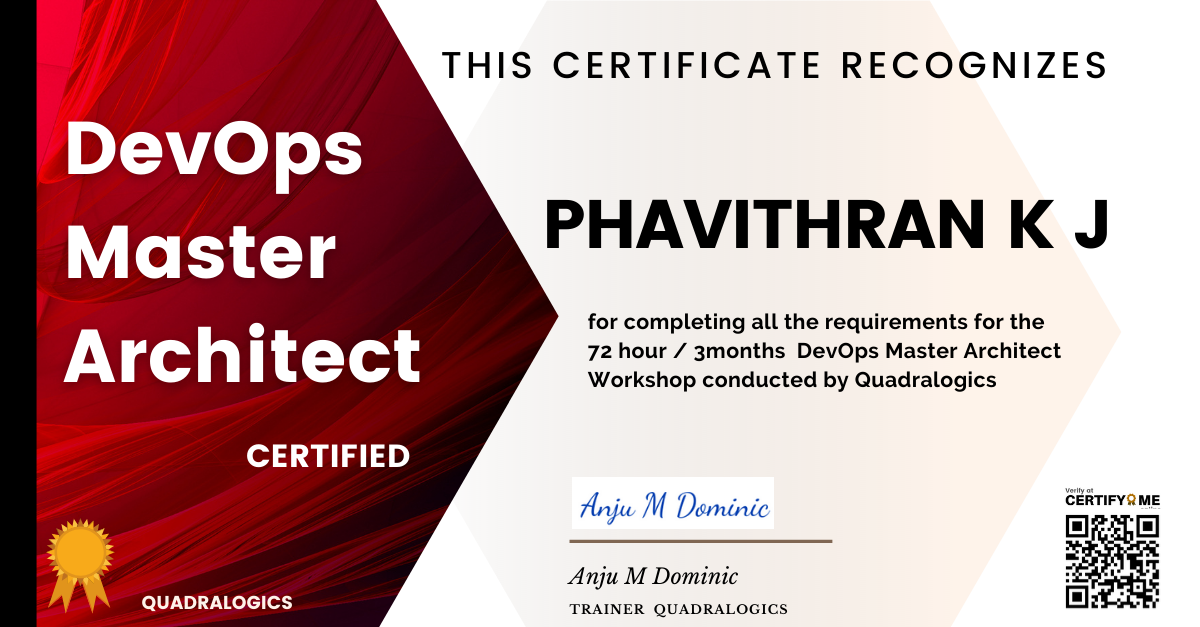 DevOps
Master
Architect
CERTIFIED
QUADRALOGICS
THIS CERTIFICATE RECOGNIZES
PHAVITHRAN K J
for completing all the requirements for the
72 hour / 3months DevOps Master Architect
Workshop conducted by Quadralogics
Anju M Dominic
Anju M Dominic
TRAINER QUADRALOGICS
Verify at
CERTIFY ME